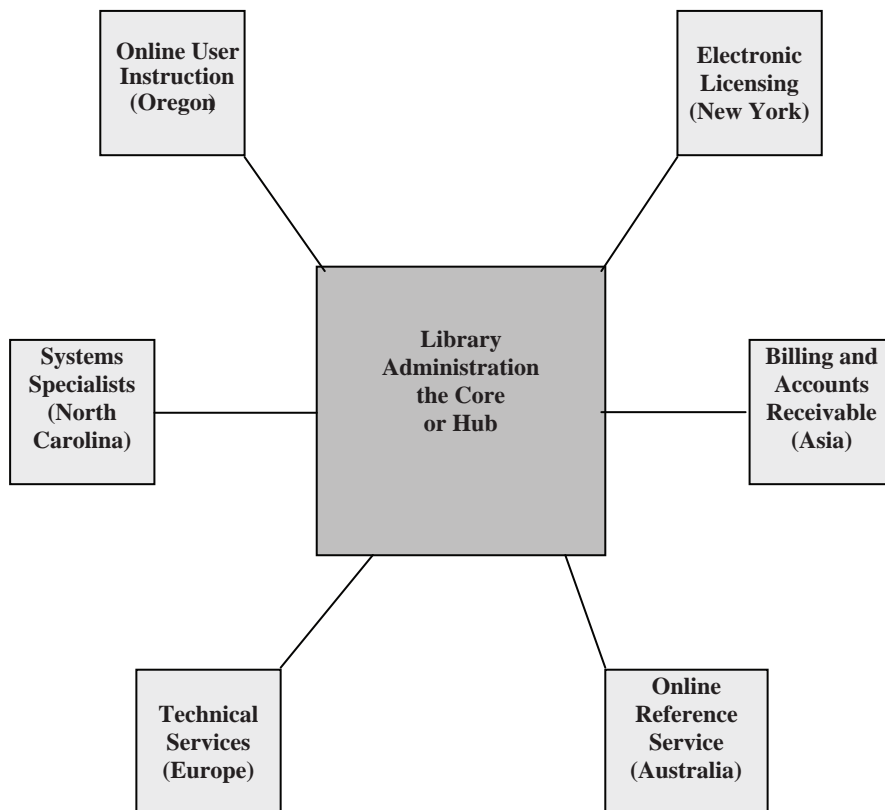 Online User
Instruction
(Oregon)
Electronic
Licensing
(New York)
Library
Administration
the Core
or Hub
Systems
Specialists
(North
Carolina)
Billing and
Accounts
Receivable
(Asia)
Technical
Services
(Europe)
Online
Reference
Service
(Australia)